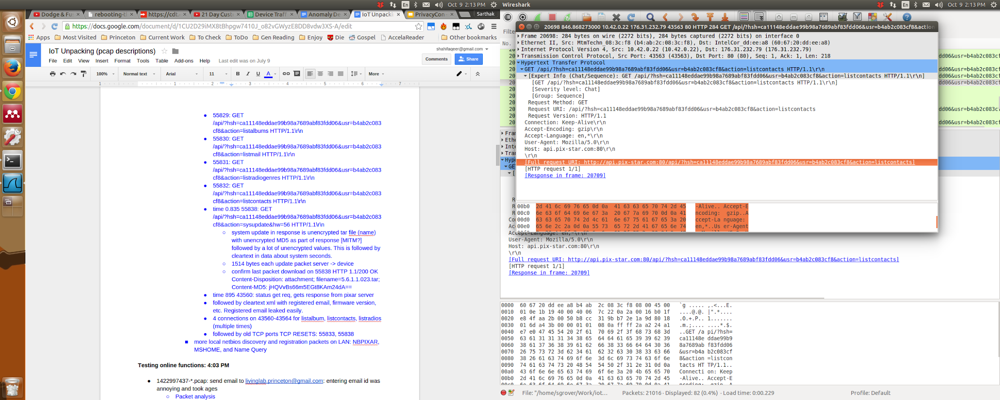 En Oct 9 2:13 PM
Wireshark
En Oct 9 2:13 PM
Dodge & Fu
rebooting-t
https://cdt.
21 Day Cust
Device Traff
Anomaly De
IoT Unpackin
PrivacyCon
Sarthak
https://docs.google.com/document/d/1CU2D29iMX8tBhpgw7410J_o82vGWyzE8DD8vdw3XS-A/edit
Apps Most Visited Princeton Current Work To Check ToDo Gen Reading Enjoy Die Gospel AccelaReader Other bookmarks
IoT Unpacking (pcap descriptions)
shahifaqeer@gmail.com
File Edit View Insert Format Tools Table Add-ons Help Last edit was on July 9
Comments Share
100% Normal text Arial 11 B I U A More
1 1 2 3 4 5 6 7
● 55829: GET
/api/?hsh=ca11148eddae99b98a7689abf83fdd06&usr=b4ab2c083
cf8&action=listalbums HTTP/1.1\r\n
● 55830: GET
/api/?hsh=ca11148eddae99b98a7689abf83fdd06&usr=b4ab2c083
cf8&action=listmail HTTP/1.1\r\n
● 55831: GET
/api/?hsh=ca11148eddae99b98a7689abf83fdd06&usr=b4ab2c083
cf8&action=listradiogenres HTTP/1.1\r\n
● 55832: GET
/api/?hsh=ca11148eddae99b98a7689abf83fdd06&usr=b4ab2c083
cf8&action=listcontacts HTTP/1.1\r\n
● time 0.835 55838: GET
/api/?hsh=ca11148eddae99b98a7689abf83fdd06&usr=b4ab2c083
cf8&action=sysupdate&hw=56 HTTP/1.1\r\n
○ system update in response is unencrypted tar file (name)
with unencrypted MD5 as part of response [MITM?]
followed by a lot of unencrypted values. This is followed by
cleartext in data about system seconds.
○ 1514 bytes each update packet server -> device
○ confirm last packet download on 55838 HTTP 1.1/200 OK
Content-Disposition: attachment; filename=5.6.1.1.023.tar;
Content-MD5: jHQVvBs66m5EGt8KAm24dA==
● time 895 43560: status get req, gets response from pixar server
● followed by cleartext xml with registered email, firmware version,
etc. Registered email leaked easily.
● 4 connections on 43560-43564 for listalbum, listcontacts, listradios
(multiple times)
● followed by old TCP ports TCP RESETS: 55833, 55838
■ more local netbios discovery and registration packets on LAN: NBPIXAR,
MSHOME, and Name Query
Testing online functions: 4:03 PM
● 1422997437-*.pcap: send email to livinglab.princeton@gmail.com: entering email id was
annoying and took ages
○ Packet analysis
Filte
No.
20698 846.868273000 10.42.0.22 176.31.232.79 43563 80 HTTP 284 GET /api/?hsh=ca11148eddae99b98a7689abf83fdd06&usr=b4ab2c083cf8&action
Frame 20698: 284 bytes on wire (2272 bits), 284 bytes captured (2272 bits) on interface 0
Ethernet II, Src: MtmTechn_08:3c:f8 (b4:ab:2c:08:3c:f8), Dst: IntelCor_dd:ee:a8 (60:67:20:dd:ee:a8)
Internet Protocol Version 4, Src: 10.42.0.22 (10.42.0.22), Dst: 176.31.232.79 (176.31.232.79)
Transmission Control Protocol, Src Port: 43563 (43563), Dst Port: 80 (80), Seq: 1, Ack: 1, Len: 218
Hypertext Transfer Protocol
GET /api/?hsh=ca11148eddae99b98a7689abf83fdd06&usr=b4ab2c083cf8&action=listcontacts HTTP/1.1\r\n
[Expert Info (Chat/Sequence): GET /api/?hsh=ca11148eddae99b98a7689abf83fdd06&usr=b4ab2c083cf8&action=listcontacts HTTP/1.1\r\n]
[GET /api/?hsh=ca11148eddae99b98a7689abf83fdd06&usr=b4ab2c083cf8&action=listcontacts HTTP/1.1\r\n]
[Severity level: Chat]
[Group: Sequence]
Request Method: GET
Request URI: /api/?hsh=ca11148eddae99b98a7689abf83fdd06&usr=b4ab2c083cf8&action=listcontacts
Request Version: HTTP/1.1
Connection: Keep-Alive\r\n
Accept-Encoding: gzip\r\n
Accept-Language: en,*\r\n
User-Agent: Mozilla/5.0\r\n
Host: api.pix-star.com:80\r\n
\r\n
[Full request URI: http://api.pix-star.com:80/api/?hsh=ca11148eddae99b98a7689abf83fdd06&usr=b4ab2c083cf8&action=listcontacts]
[HTTP request 1/1]
[Response in frame: 20709]
00b0 2d 41 6c 69 76 65 0d 0a 41 63 63 65 70 74 2d 45 -Alive.. Accept-E
00c0 6e 63 6f 64 69 6e 67 3a 20 67 7a 69 70 0d 0a 41 ncoding: gzip..A
00d0 63 63 65 70 74 2d 4c 61 6e 67 75 61 67 65 3a 20 ccept-La nguage:
00e0 65 6e 2c 2a 0d 0a 55 73 65 72 2d 41 67 65 6e 74 en,*..Us er-Agent
Accept-Language: en,*\r\n
User-Agent: Mozilla/5.0\r\n
Host: api.pix-star.com:80\r\n
\r\n
[Full request URI: http://api.pix-star.com:80/api/?hsh=ca11148eddae99b98a7689abf83fdd06&usr=b4ab2c083cf8&action=listcontacts]
[HTTP request 1/1]
[Response in frame: 20709]
0000 60 67 20 dd ee a8 b4 ab 2c 08 3c f8 08 00 45 00 `g ..... ,.<...E.
0010 01 0e 1b 19 40 00 40 06 7c 22 0a 2a 00 16 b0 1f ....@.@. |".*....
0020 e8 4f aa 2b 00 50 b8 cc 31 9b b7 2e 1a 9d 80 18 .O.+.P.. 1.......
0030 01 6d a4 3b 00 00 01 01 08 0a ff ff 2a a2 24 a1 .m.;.... ....*.$.
0040 e7 e0 47 45 54 20 2f 61 70 69 2f 3f 68 73 68 3d ..GET /a pi/?hsh=
0050 63 61 31 31 31 34 38 65 64 64 61 65 39 39 62 39 ca11148e ddae99b9
0060 38 61 37 36 38 39 61 62 66 38 33 66 64 64 30 36 8a7689ab f83fdd06
0070 26 75 73 72 3d 62 34 61 62 32 63 30 38 33 63 66 &usr=b4a b2c083cf
0080 38 26 61 63 74 69 6f 6e 3d 6c 69 73 74 63 6f 6e 8&action =listcon
0090 74 61 63 74 73 20 48 54 54 50 2f 31 2e 31 0d 0a tacts HT TP/1.1..
00a0 43 6f 6e 6e 65 63 74 69 6f 6e 3a 20 4b 65 65 70 Connecti on: Keep
00b0 2d 41 6c 69 76 65 0d 0a 41 63 63 65 70 74 2d 45 -Alive.. Accept-E
File: "/home/sgrover/Work/iot... Packets: 21016 · Displayed: 82 (0.4%) · Load time: 0:00.229 Profile: Default